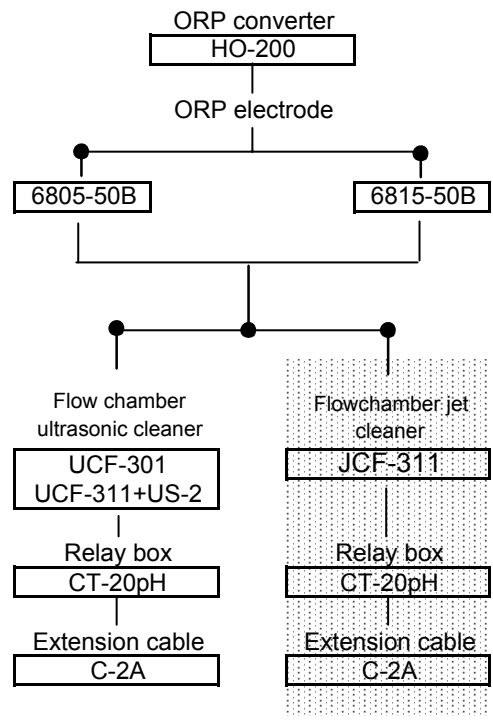 ORP converter
HO-200
ORP electrode
6805-50B
6815-50B
Flow chamber
ultrasonic cleaner
UCF-301
UCF-311+US-2
Relay box
CT-20pH
Extension cable
C-2A
Flowchamber jet
cleaner
JCF-311
Relay box
CT-20pH
Extension cable
C-2A